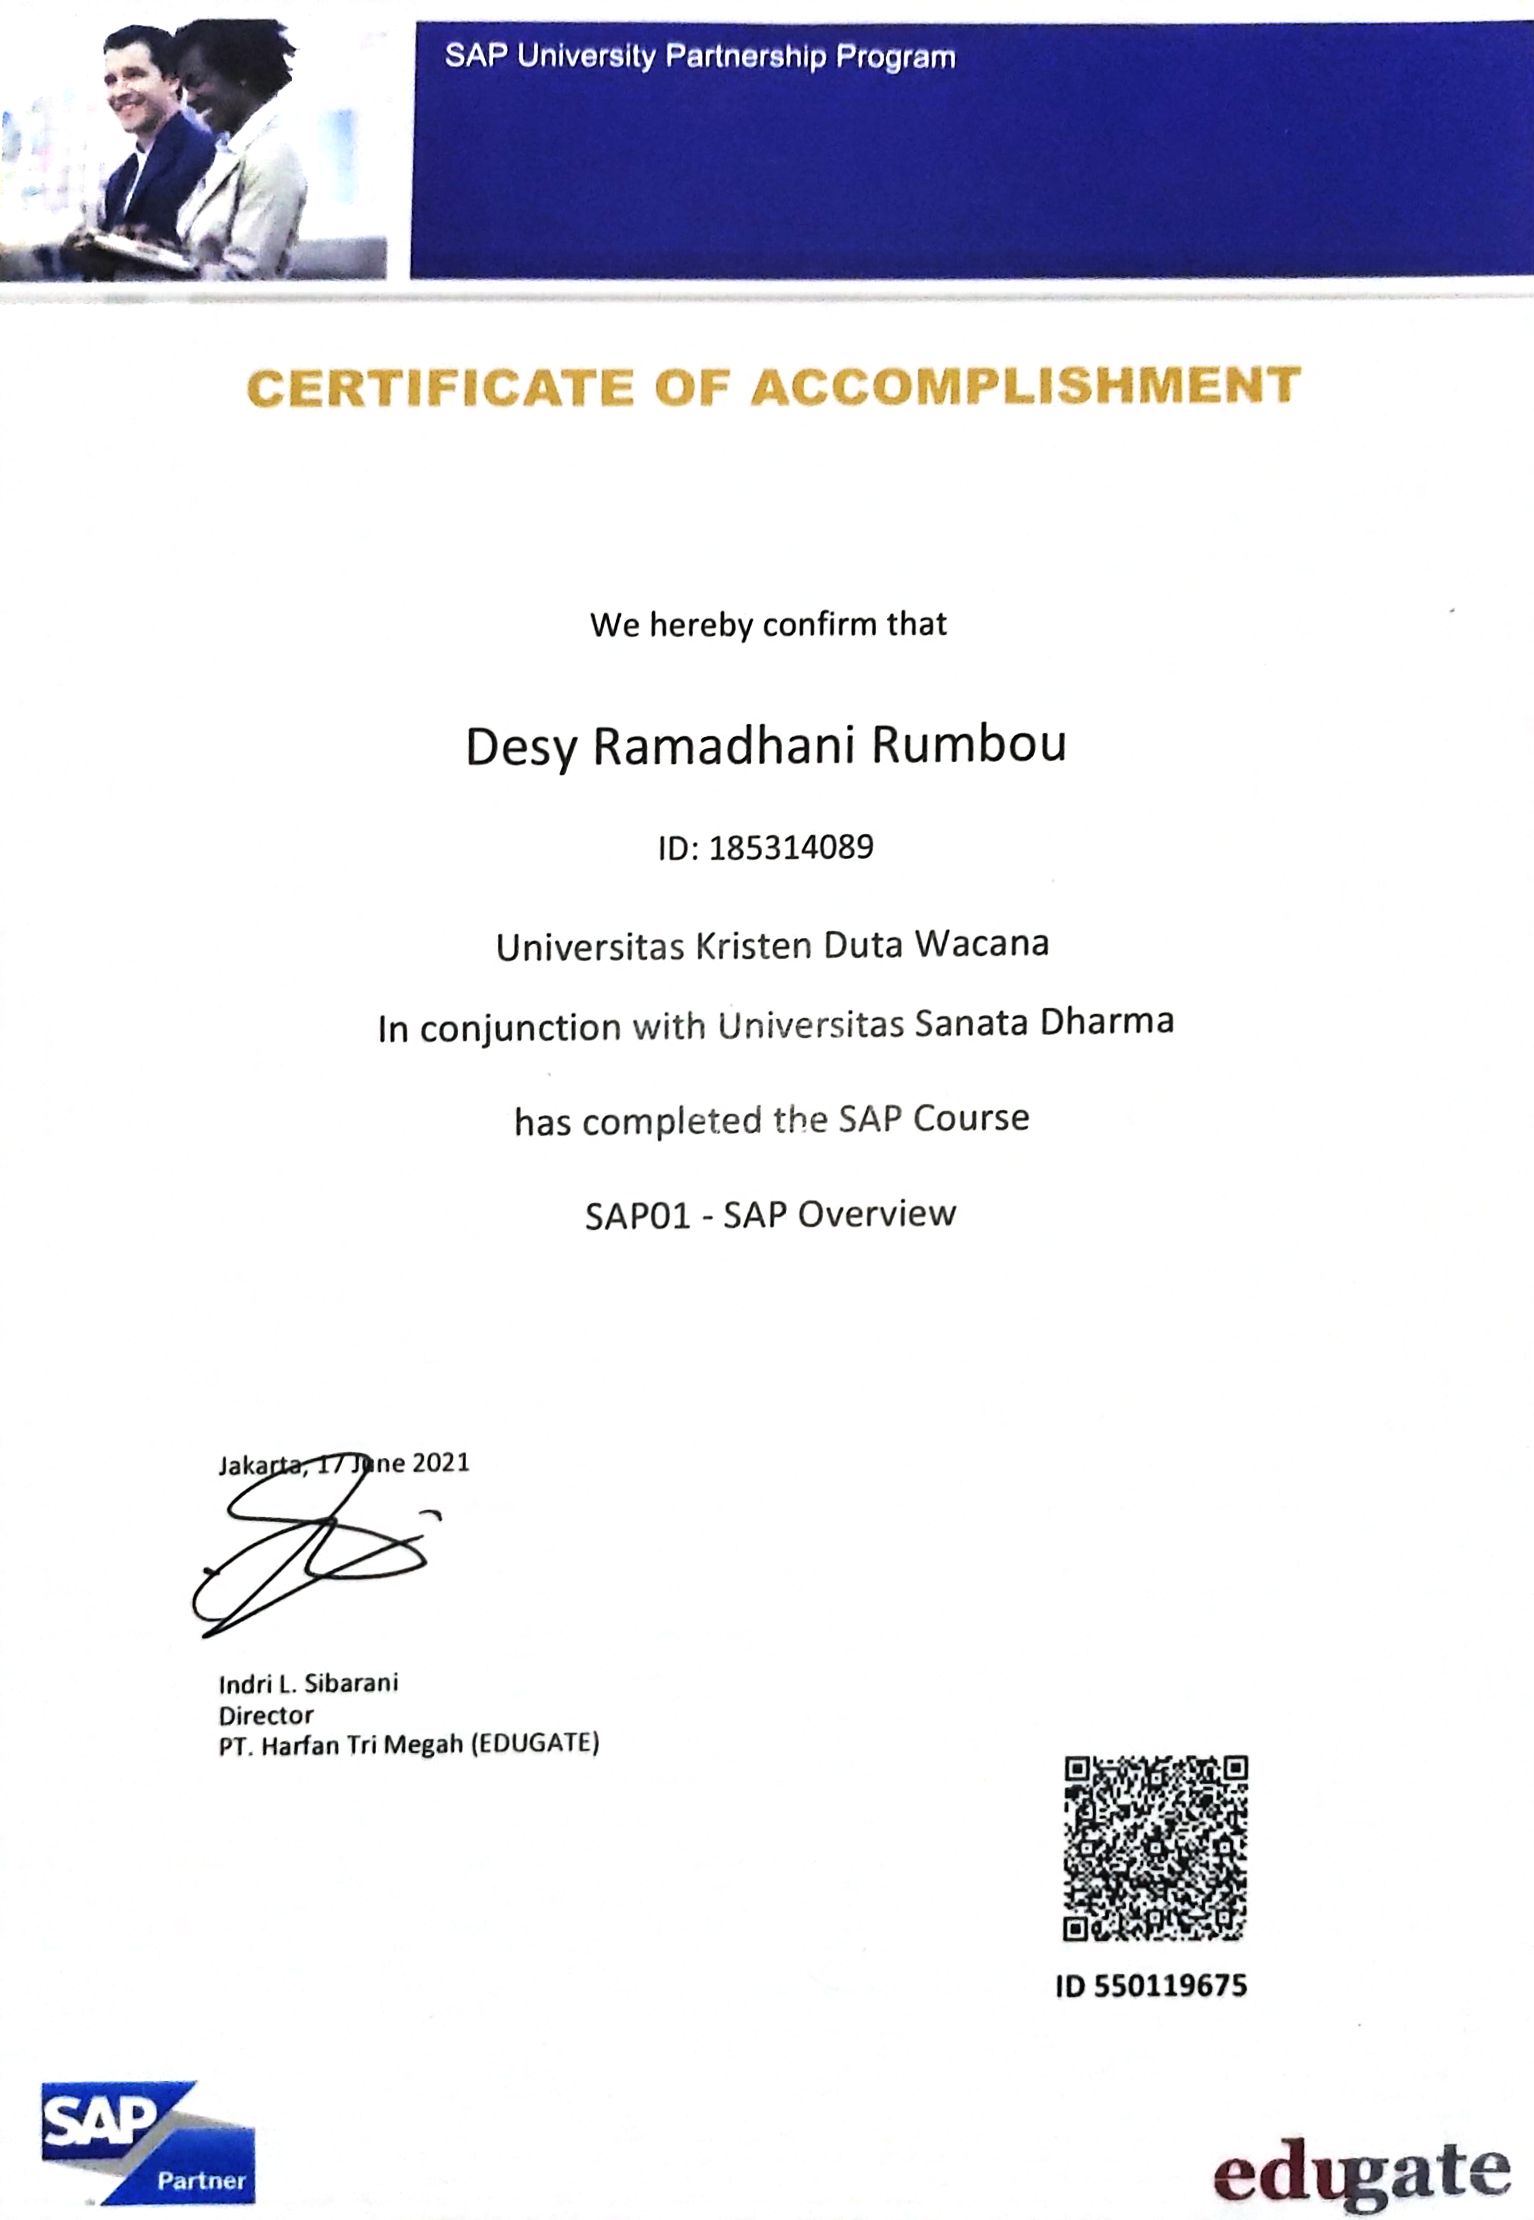 SAP University Partnership Program
CERTIFICATE OF ACCOMPLISHMENT
We hereby confirm that
Desy Ramadhani Rumbou
ID: 185314089
Universitas Kristen Duta Wacana
In conjunction with Universitas Sanata Dharma
has completed the SAP Course
SAP01 - SAP Overview
Jakarta, 17 June 2021
Indri L. Sibarani
Director
PT. Harfan Tri Megah (EDUGATE)
ID 550119675
SAP
Partner
edugate